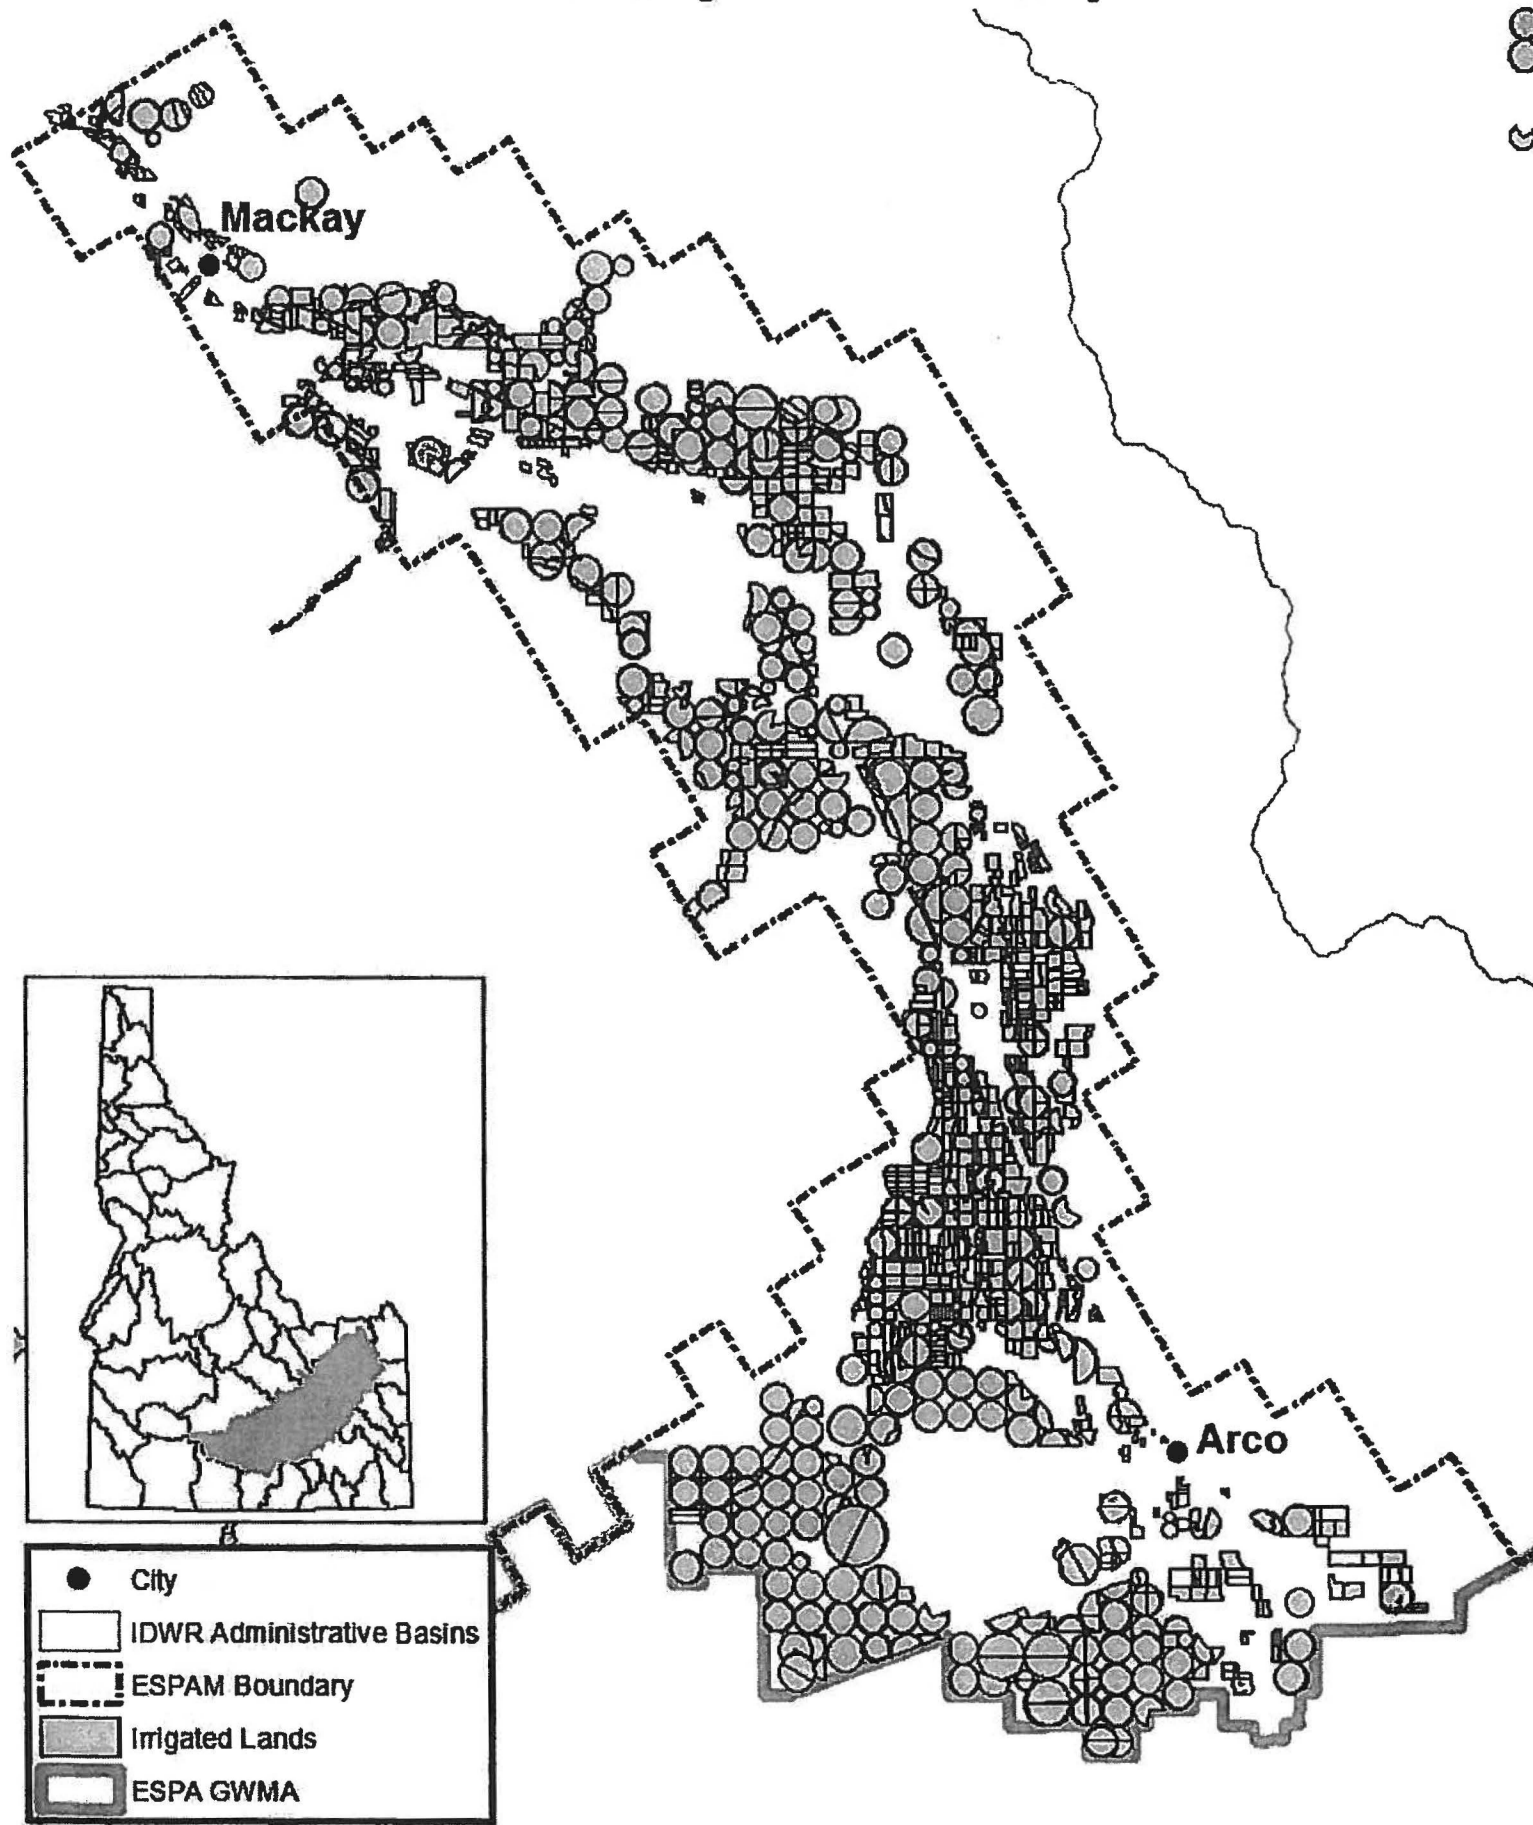 Mackay
Arco
City
IDWR Administrative Basins
ESPAM Boundary
Irrigated Lands
ESPA GWMA